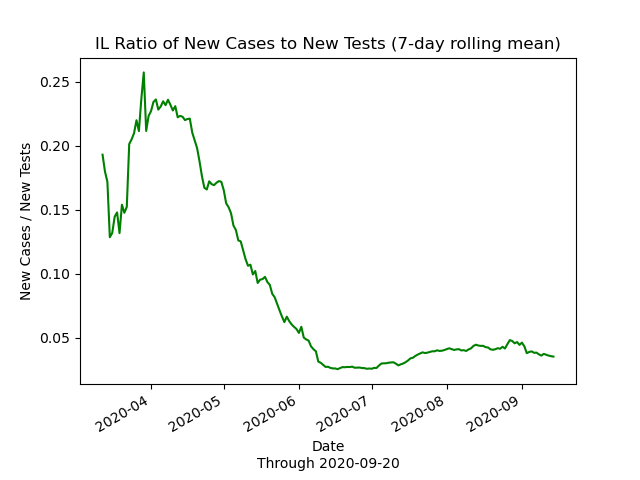 IL Ratio of New Cases to New Tests (7-day rolling mean)
0.25
0.20
0.15
0.10
0.05
New Cases / New Tests
2020-04
2020-05
2020-06
2020-07
2020-08
2020-09
Date
Through 2020-09-20